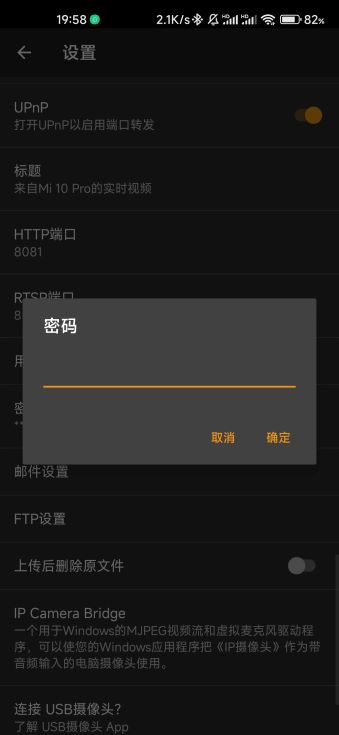 19:58 2.1K/s HD HD 82%
设置
UPnP
打开UPnP以启用端口转发
标题
来自Mi 10 Pro的实时视频
HTTP端口
8081
RTSP端口
8
用
密
**
密码
取消 确定
邮件设置
FTP设置
上传后删除原文件
IP Camera Bridge
一个用于Windows的MJPEG视频流和虚拟麦克风驱动程
序，可以使您的Windows应用程序把《IP摄像头》作为带
音频输入的电脑摄像头使用。
连接 USB摄像头?
了解 USB摄像头 App